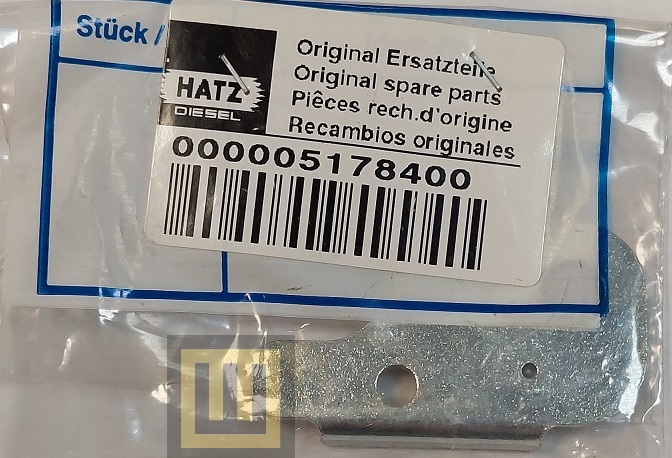 Stück /
HATZ
DIESEL
Original Ersatzteile
Original spare parts
Pièces rech.d'origine
Recambios originales
000005178400